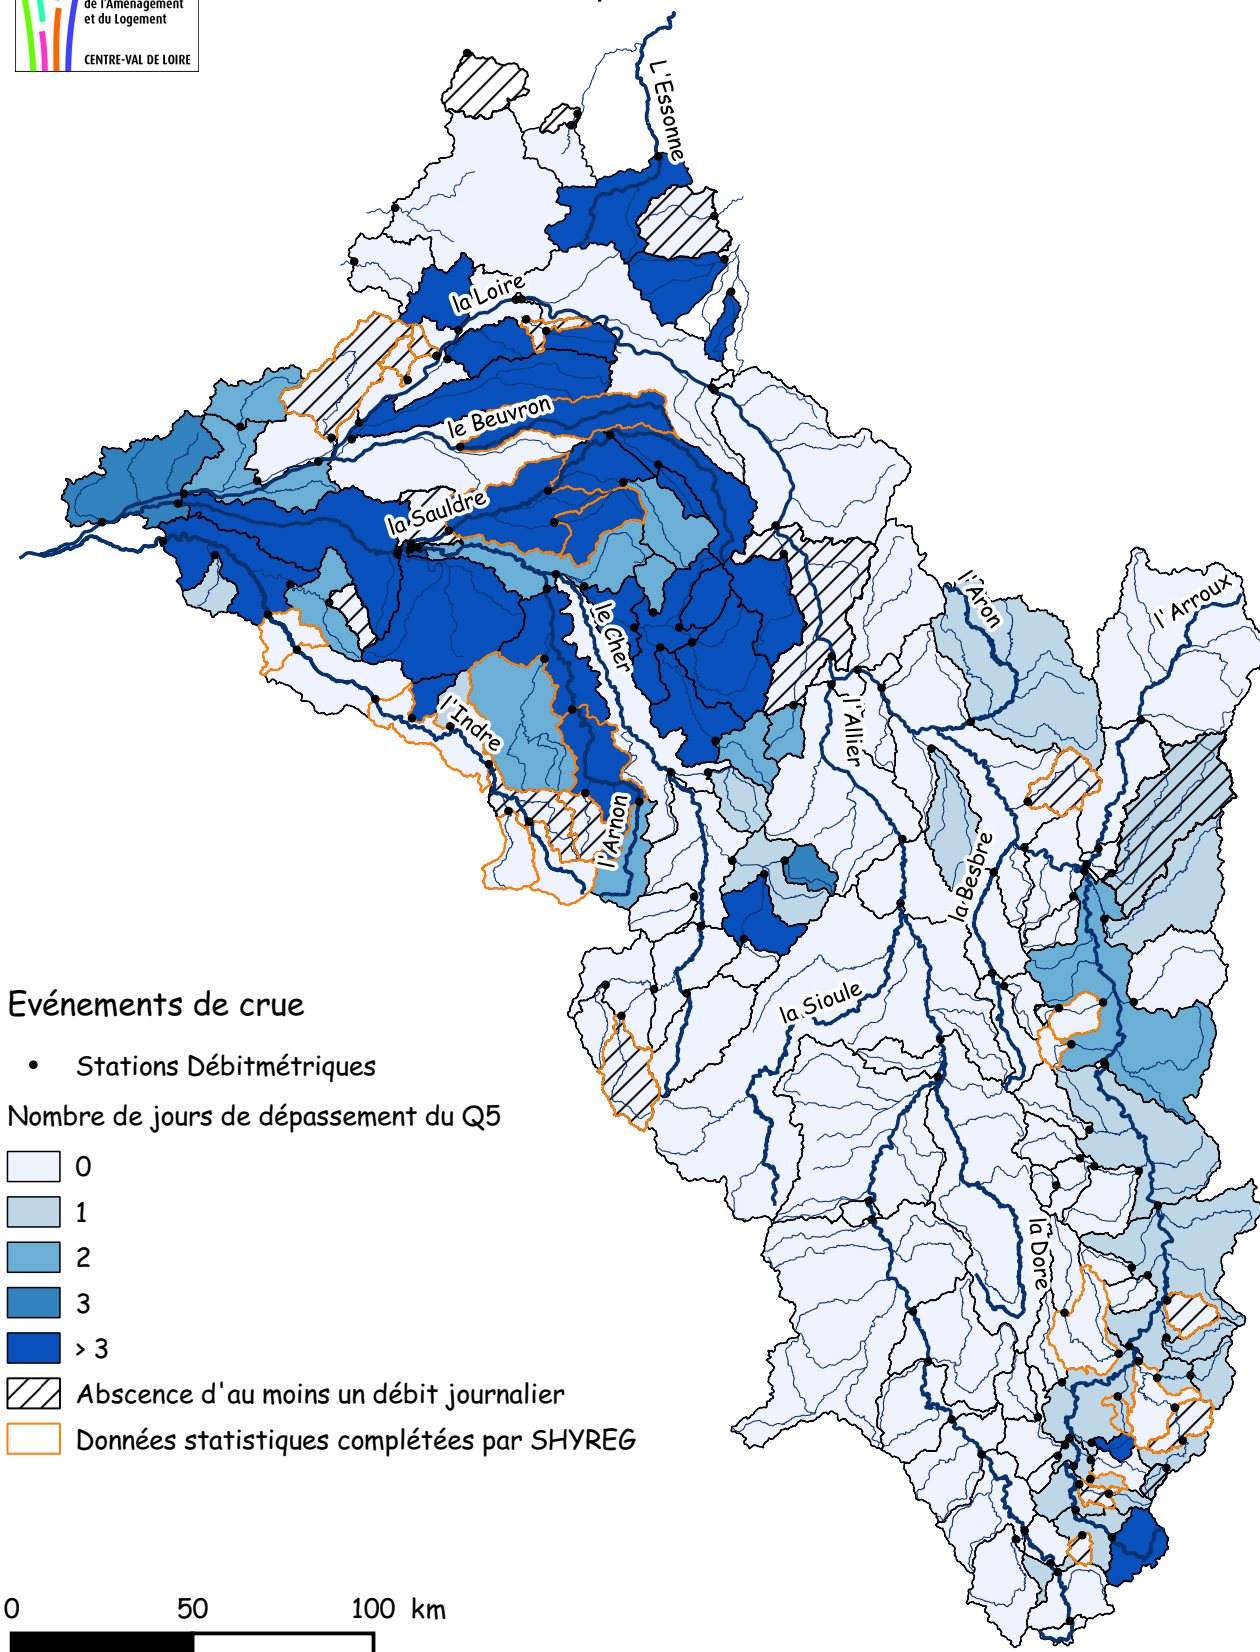 de l'Aménagement
et du Logement
CENTRE-VAL DE LOIRE
L'Essonne
la Loire
le Beuvron
la Sauldre
l'Aron
l'Arroux
le Cher
l'Allier
l'Indre
l'Arnon
la Besbre
la Sioule
la Dore
Evénements de crue
Stations Débitmétriques
Nombre de jours de dépassement du Q5
0
1
2
3
> 3
Abscence d'au moins un débit journalier
Données statistiques complétées par SHYREG
0 50 100 km